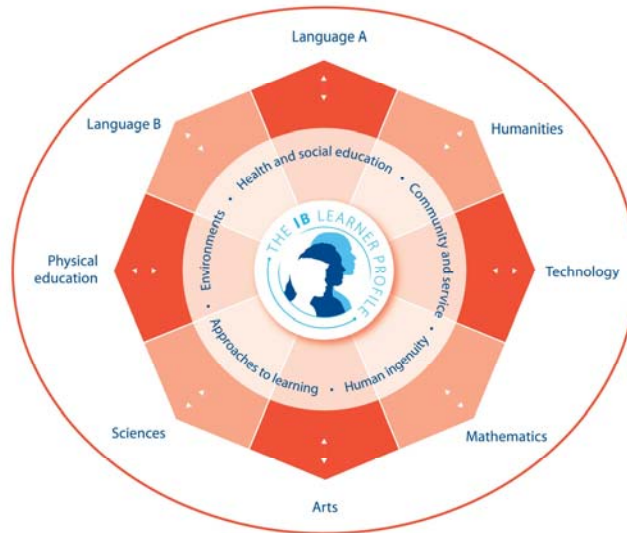 Language A
Humanities
Technology
Mathematics
Arts
Sciences
Physical
education
Language B
Health and social education
Community and service
Human ingenuity
Approaches to learning
Environments
THE IB LEARNER PROFILE